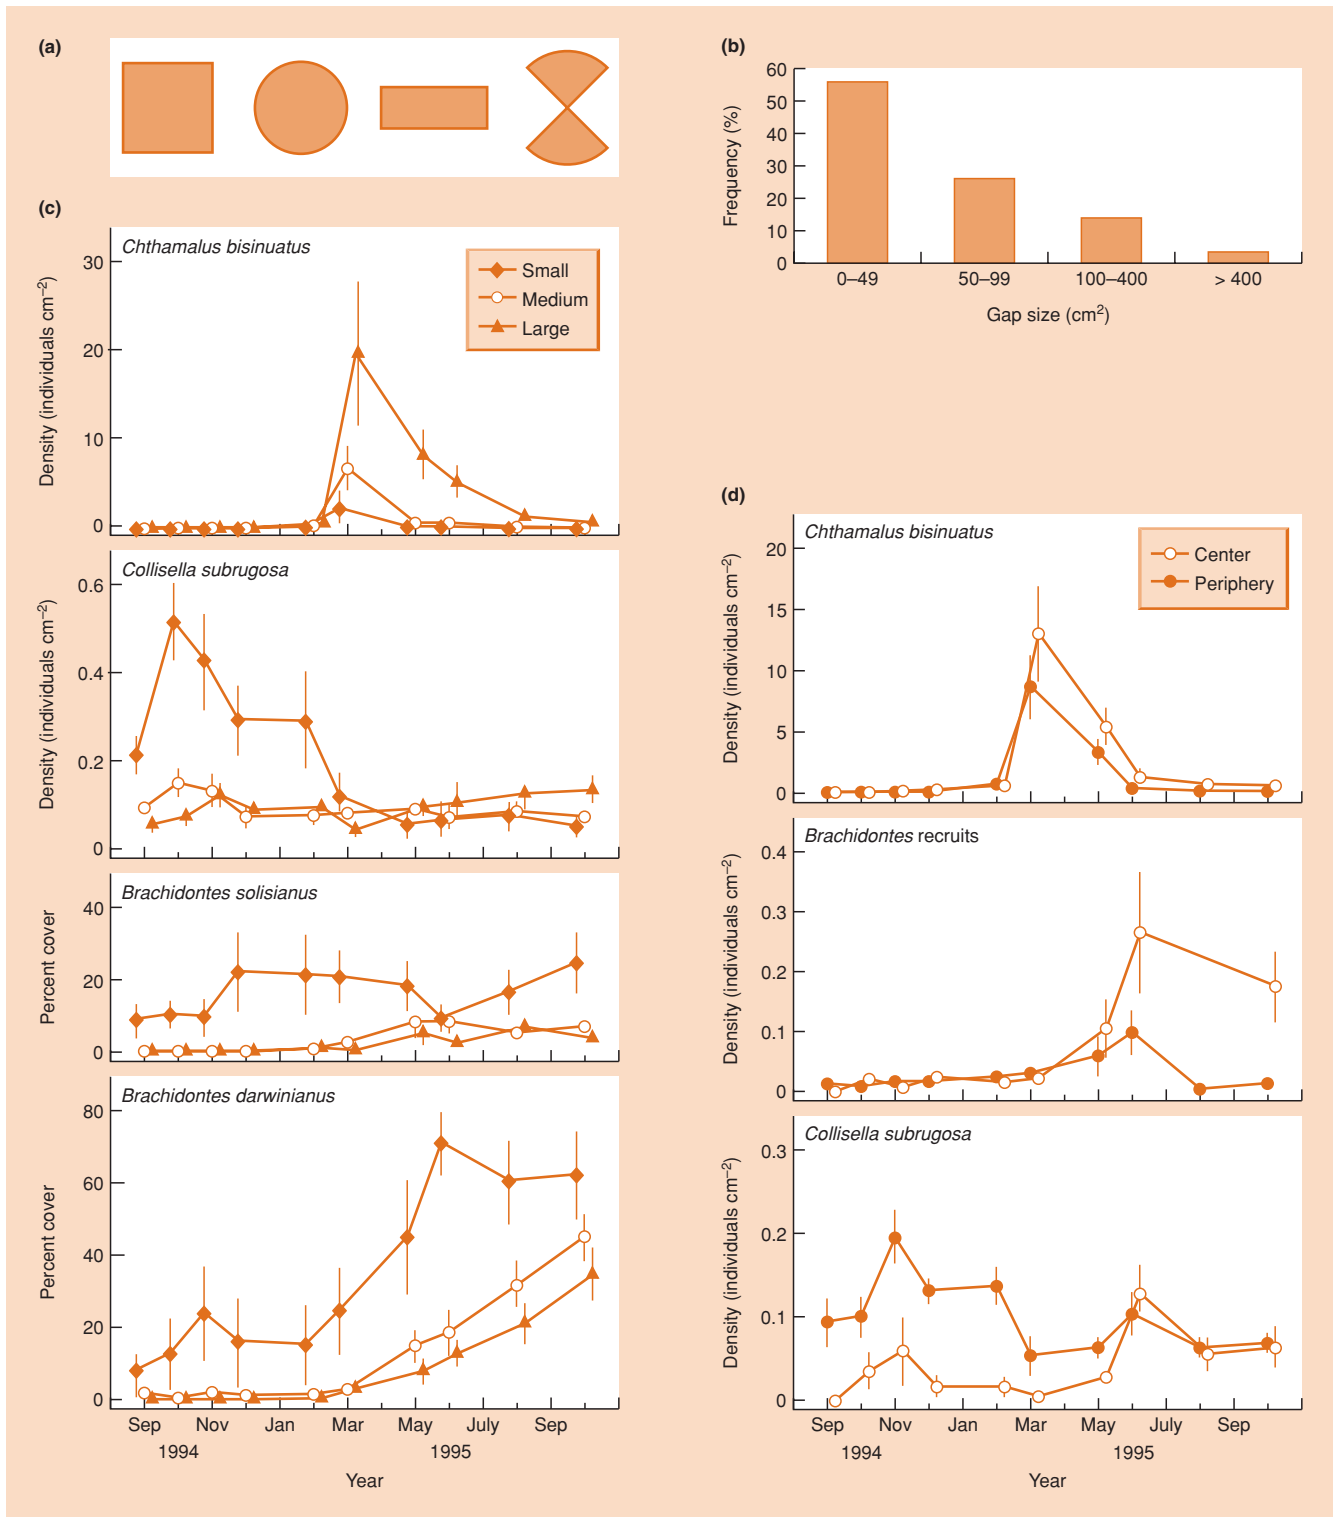 (a)
(b)
60
50
40
30
20
10
0
Frequency (%)
0–49
50–99
100–400
> 400
Gap size (cm²)
(c)
Chthamalus bisinuatus
Small
Medium
Large
30
20
10
0
Density (individuals cm⁻²)
Collisella subrugosa
0.6
0.4
0.2
0
Density (individuals cm⁻²)
Brachidontes solisianus
40
20
0
Percent cover
Brachidontes darwinianus
80
60
40
20
0
Percent cover
Sep
Nov
Jan
Mar
May
July
Sep
1994
1995
Year
(d)
Chthamalus bisinuatus
Center
Periphery
20
15
10
5
0
Density (individuals cm⁻²)
Brachidontes recruits
0.4
0.3
0.2
0.1
0
Density (individuals cm⁻²)
Collisella subrugosa
0.3
0.2
0.1
0
Density (individuals cm⁻²)
Sep
Nov
Jan
Mar
May
July
Sep
1994
1995
Year